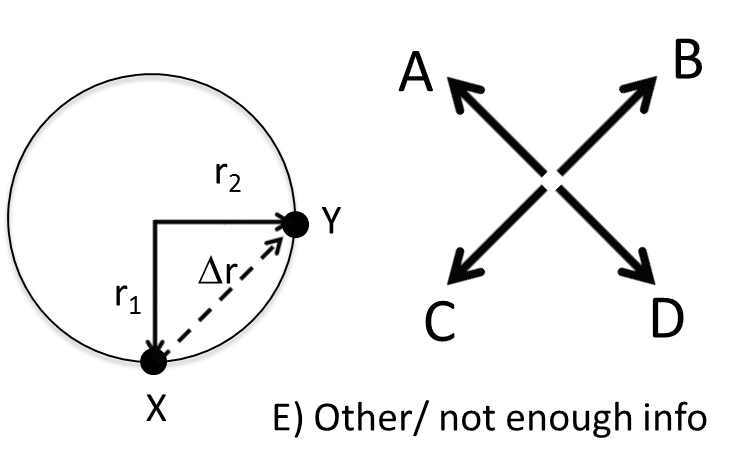 A
B
r₂
Y
Δr
r₁
C
D
X
E) Other/ not enough info